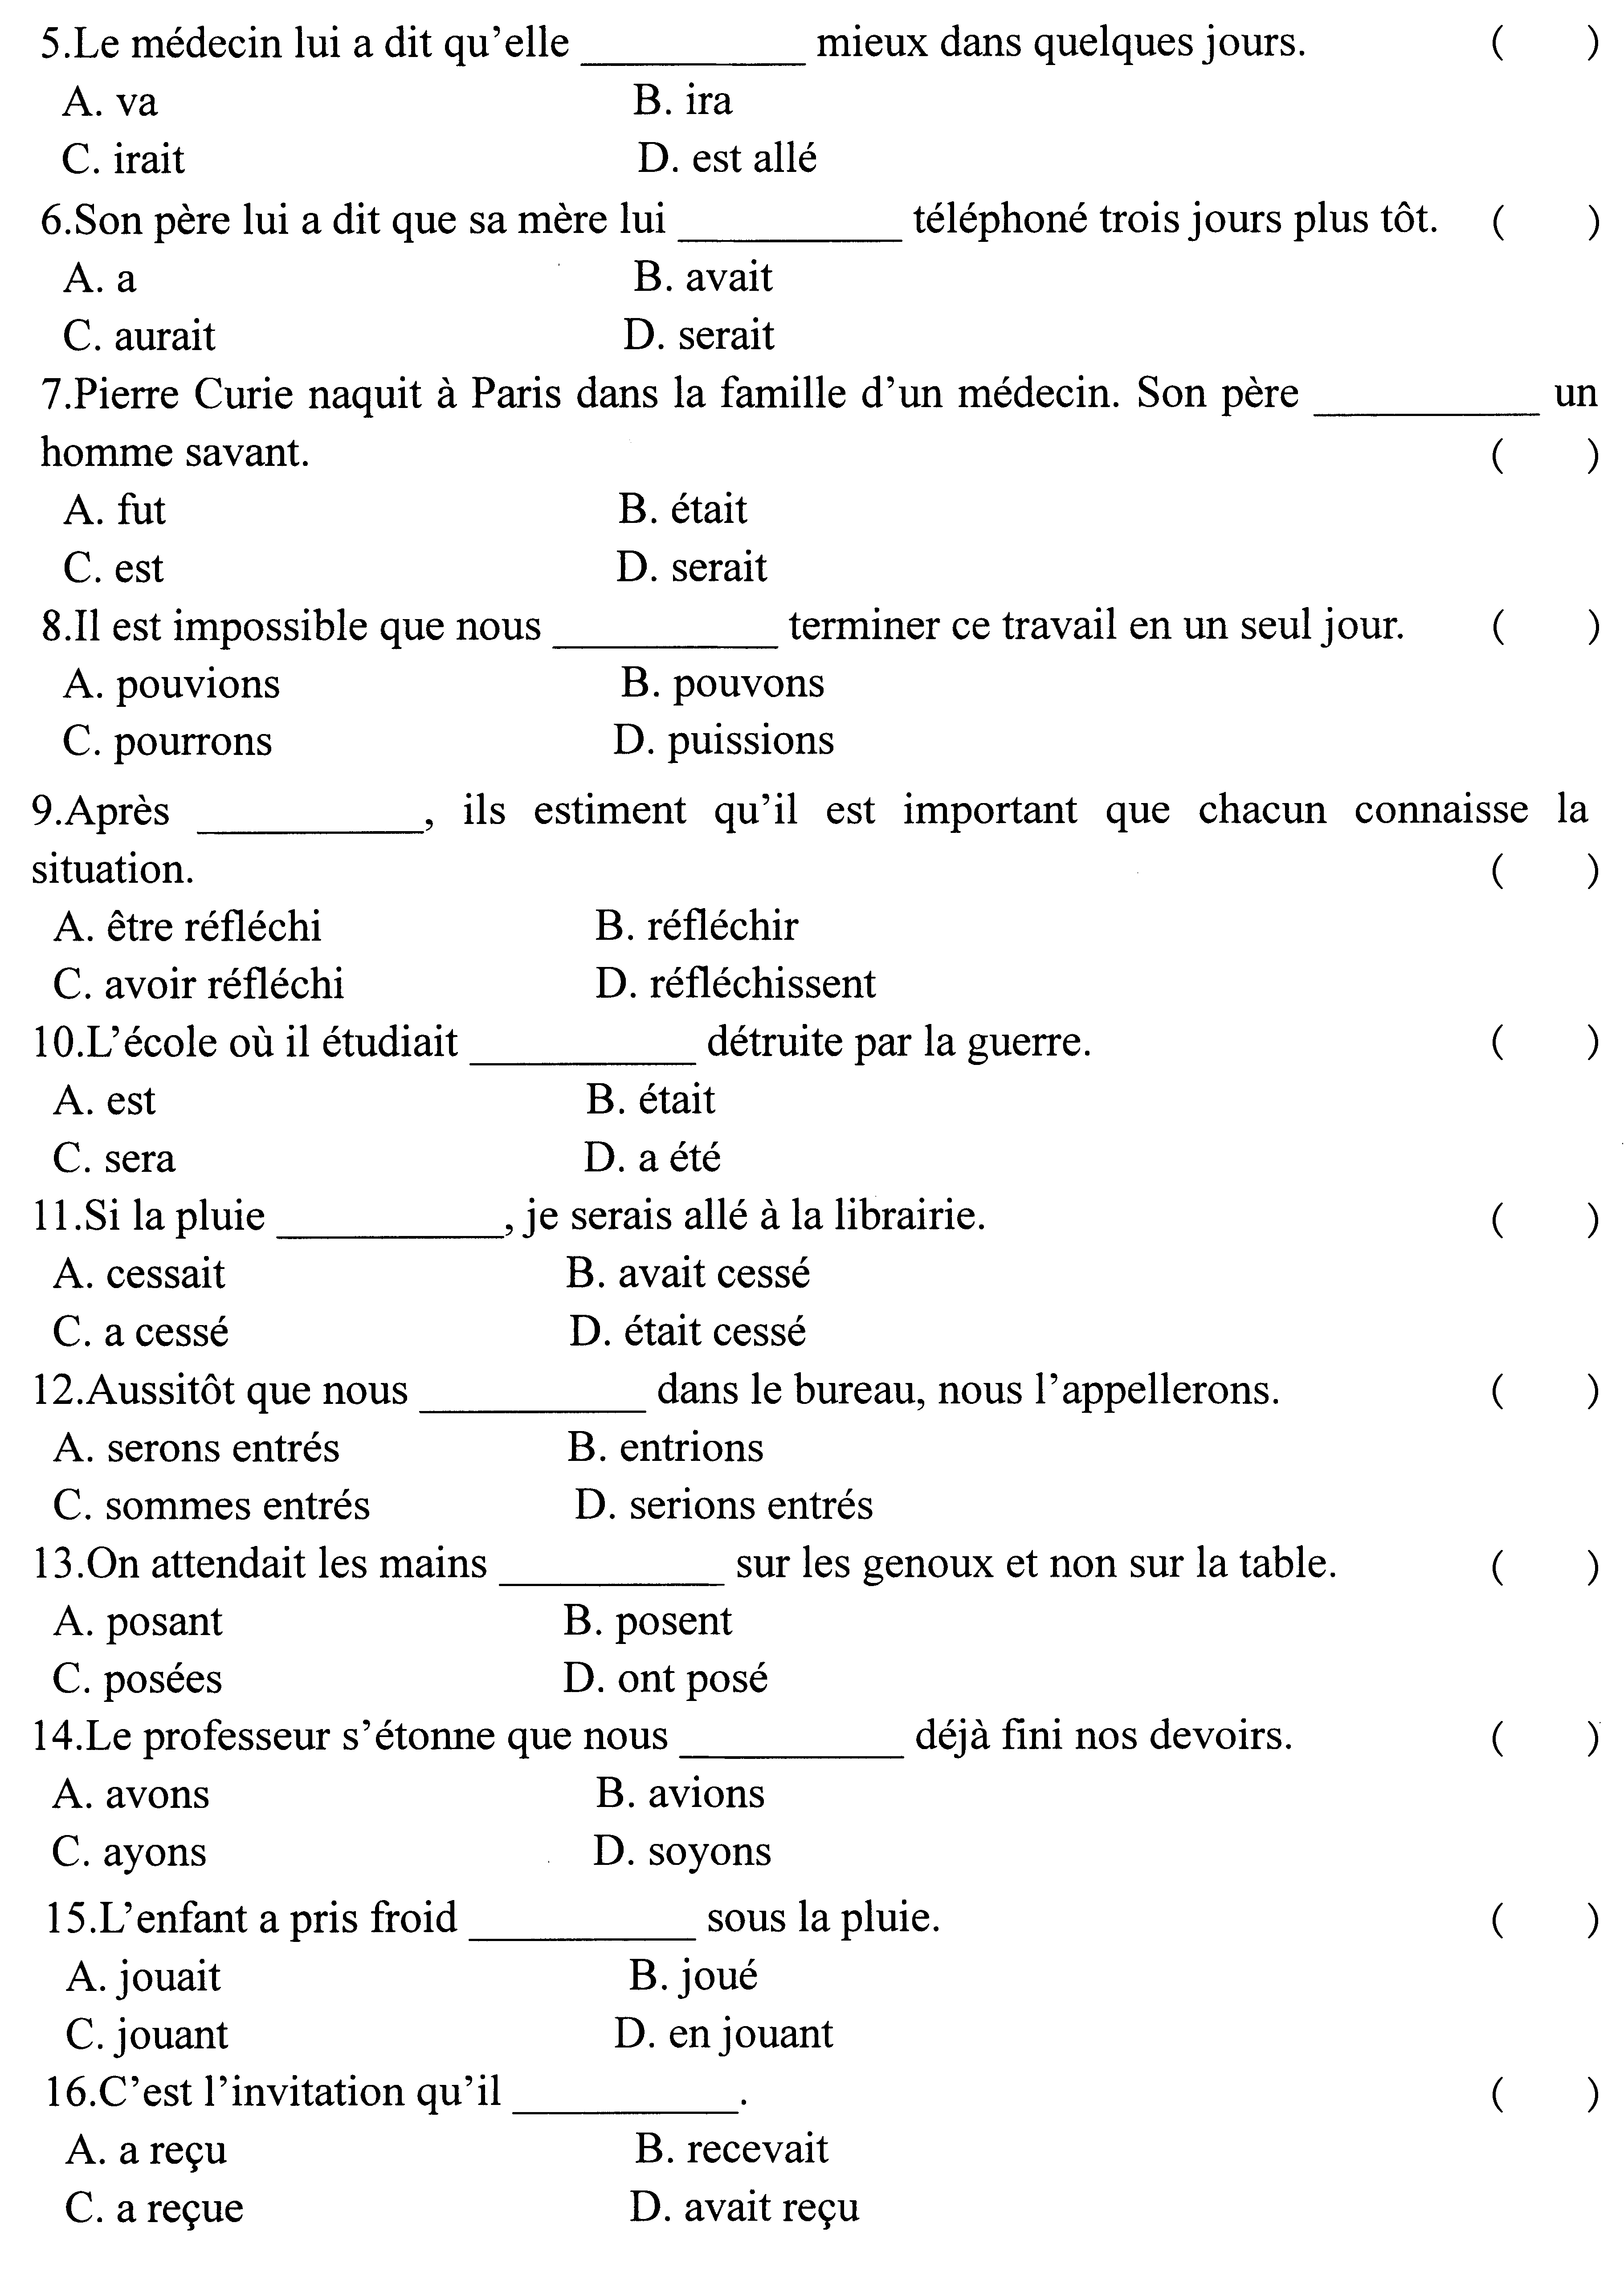 5.Le médecin lui a dit qu’elle __________ mieux dans quelques jours. (    )
A. va    B. ira
C. irait    D. est allé
6.Son père lui a dit que sa mère lui __________ téléphoné trois jours plus tôt. (    )
A. a    B. avait
C. aurait    D. serait
7.Pierre Curie naquit à Paris dans la famille d’un médecin. Son père __________ un
homme savant. (    )
A. fut    B. était
C. est    D. serait
8.Il est impossible que nous __________ terminer ce travail en un seul jour. (    )
A. pouvions    B. pouvons
C. pourrons    D. puissions
9.Après __________, ils estiment qu’il est important que chacun connaisse la
situation. (    )
A. être réfléchi    B. réfléchir
C. avoir réfléchi    D. réfléchissent
10.L’école où il étudiait __________ détruite par la guerre. (    )
A. est    B. était
C. sera    D. a été
11.Si la pluie __________, je serais allé à la librairie. (    )
A. cessait    B. avait cessé
C. a cessé    D. était cessé
12.Aussitôt que nous __________ dans le bureau, nous l’appellerons. (    )
A. serons entrés    B. entrions
C. sommes entrés    D. serions entrés
13.On attendait les mains __________ sur les genoux et non sur la table. (    )
A. posant    B. posent
C. posées    D. ont posé
14.Le professeur s’étonne que nous __________ déjà fini nos devoirs. (    )
A. avons    B. avions
C. ayons    D. soyons
15.L’enfant a pris froid __________ sous la pluie. (    )
A. jouait    B. joué
C. jouant    D. en jouant
16.C’est l’invitation qu’il __________. (    )
A. a reçu    B. recevait
C. a reçue    D. avait reçu